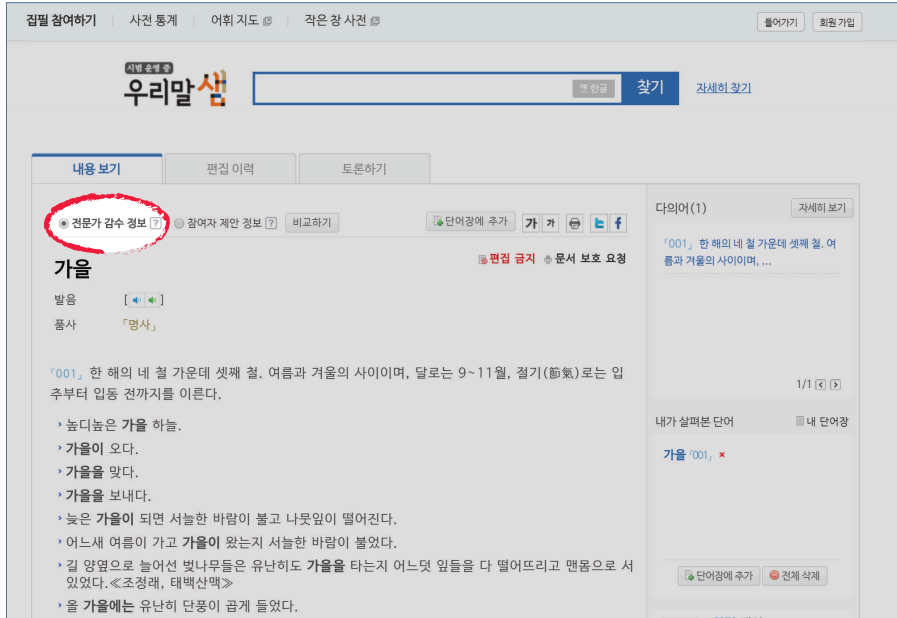 집필 참여하기 사전 통계 어휘 지도 작은 창 사전 들어가기 회원 가입
시범 운영 중
우리말샘 옛 한글 찾기 자세히 찾기
내용 보기 편집 이력 토론하기
전문가 감수 정보 ? 참여자 제안 정보 ? 비교하기 단어장에 추가 가 가
가을 편집 금지 문서 보호 요청
발음 [ ]
품사 「명사」
「001」 한 해의 네 철 가운데 셋째 철. 여름과 겨울의 사이이며, 달로는 9~11월, 절기(節氣)로는 입
추부터 입동 전까지를 이른다.
높디높은 가을 하늘.
가을이 오다.
가을을 맞다.
가을을 보내다.
늦은 가을이 되면 서늘한 바람이 불고 나뭇잎이 떨어진다.
어느새 여름이 가고 가을이 왔는지 서늘한 바람이 불었다.
길 양옆으로 늘어선 벚나무들은 유난히도 가을을 타는지 어느덧 잎들을 다 떨어뜨리고 맨몸으로 서
있었다.≪조정래, 태백산맥≫
올 가을에는 유난히 단풍이 곱게 들었다.
다의어(1) 자세히 보기
「001」 한 해의 네 철 가운데 셋째 철. 여
름과 겨울의 사이이며, ...
1/1
내가 살펴본 단어 내 단어장
가을「001」 ×
단어장에 추가 전체 삭제